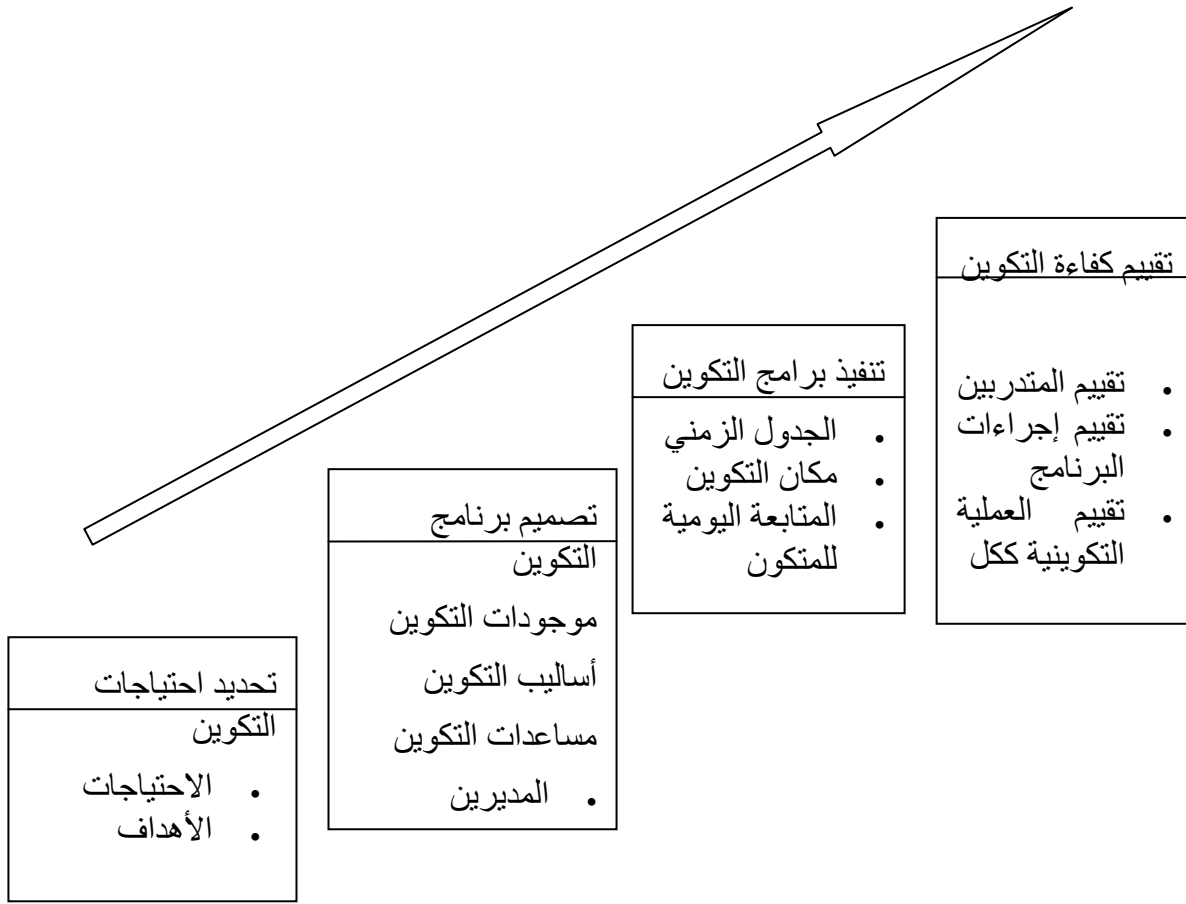 تحديد احتياجات
التكوين
• الاحتياجات
• الأهداف
تصميم برنامج
التكوين
موجودات التكوين
أساليب التكوين
مساعدات التكوين
• المديرين
تنفيذ برامج التكوين
• الجدول الزمني
• مكان التكوين
• المتابعة اليومية
للمتكون
تقييم كفاءة التكوين
• تقييم المتدربين
• تقييم إجراءات
البرنامج
• تقييم العملية
التكوينية ككل